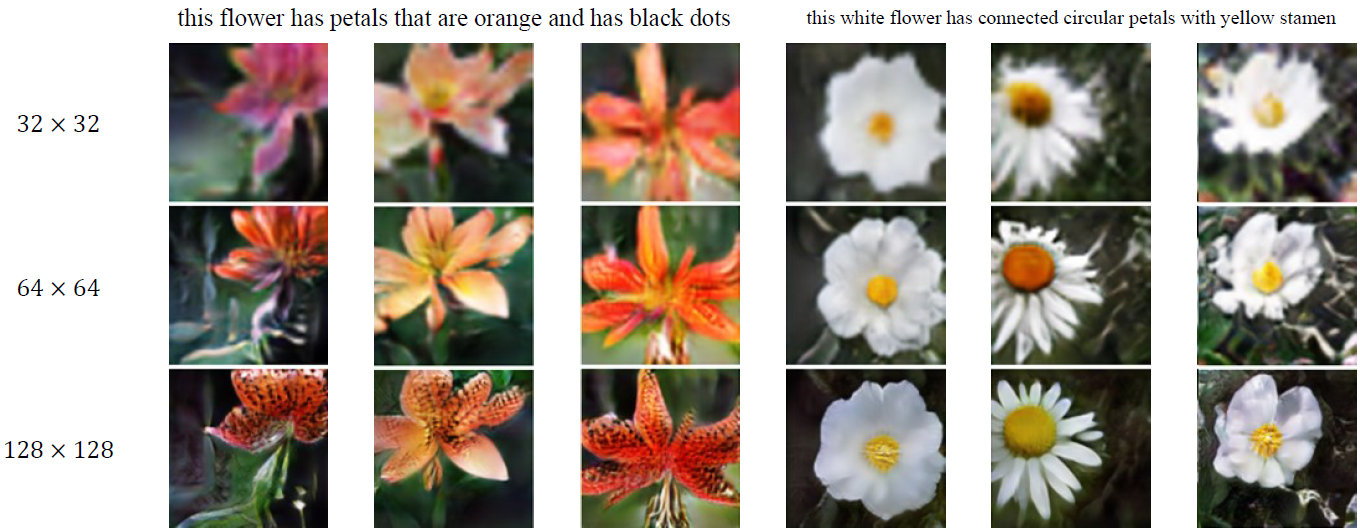 this flower has petals that are orange and has black dots
this white flower has connected circular petals with yellow stamen
32 × 32
64 × 64
128 × 128